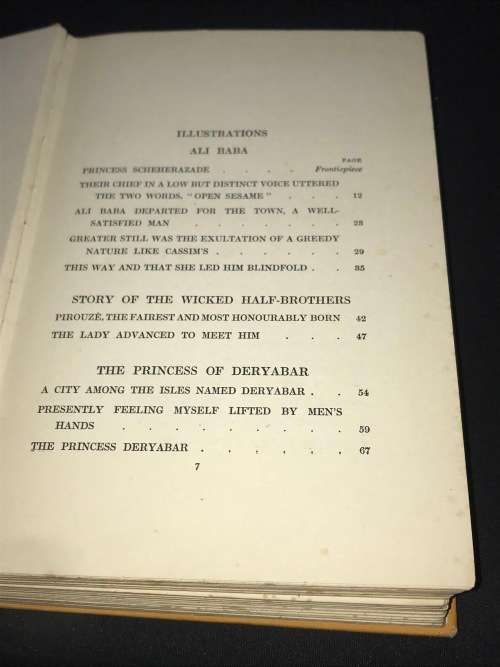 ILLUSTRATIONS
ALI BABA
PAGE
PRINCESS SCHEHERAZADE . . . . Frontispiece
THEIR CHIEF IN A LOW BUT DISTINCT VOICE UTTERED
THE TWO WORDS, "OPEN SESAME" . . . 12
ALI BABA DEPARTED FOR THE TOWN, A WELL-
SATISFIED MAN . . . . . . . 28
GREATER STILL WAS THE EXULTATION OF A GREEDY
NATURE LIKE CASSIM'S . . . . . . 29
THIS WAY AND THAT SHE LED HIM BLINDFOLD . . 35
STORY OF THE WICKED HALF-BROTHERS
PIROUZÈ, THE FAIREST AND MOST HONOURABLY BORN 42
THE LADY ADVANCED TO MEET HIM . . . 47
THE PRINCESS OF DERYABAR
A CITY AMONG THE ISLES NAMED DERYABAR . . 54
PRESENTLY FEELING MYSELF LIFTED BY MEN'S
HANDS . . . . . . . . . 59
THE PRINCESS DERYABAR . . . . . . 67
7